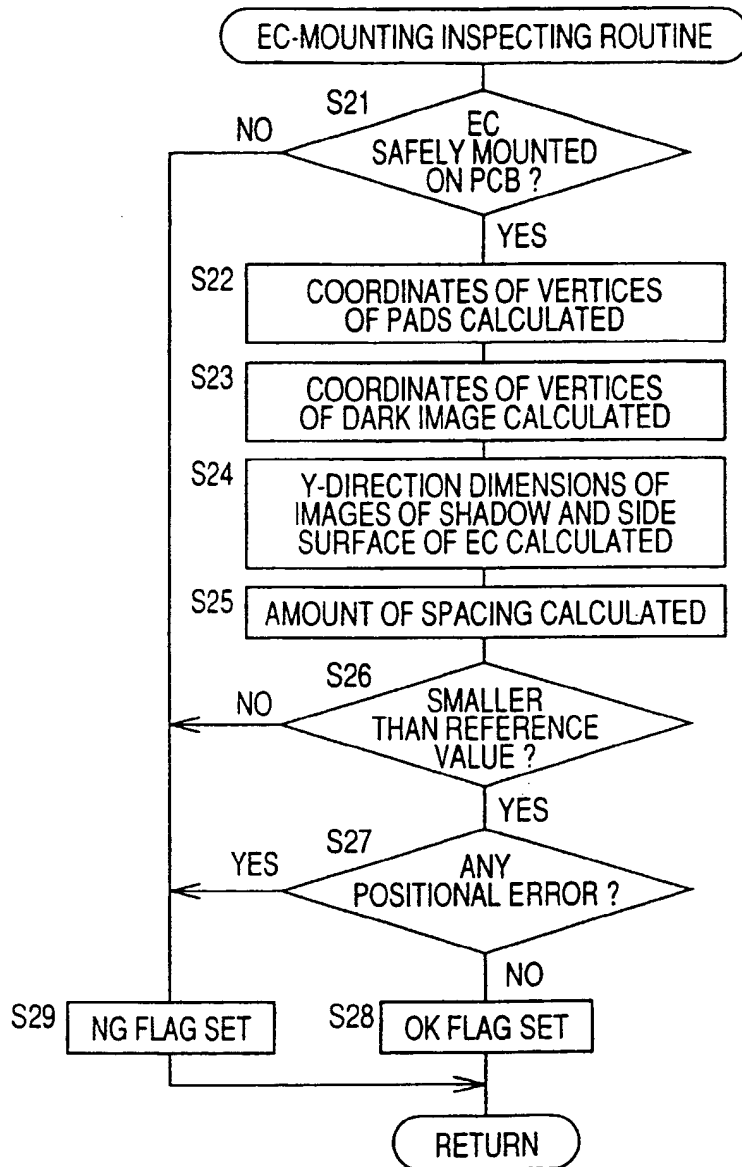 EC-MOUNTING INSPECTING ROUTINE
S21
NO
EC
SAFELY MOUNTED
ON PCB ?
YES
S22
COORDINATES OF VERTICES
OF PADS CALCULATED
S23
COORDINATES OF VERTICES
OF DARK IMAGE CALCULATED
S24
Y-DIRECTION DIMENSIONS OF
IMAGES OF SHADOW AND SIDE
SURFACE OF EC CALCULATED
S25
AMOUNT OF SPACING CALCULATED
S26
NO
SMALLER
THAN REFERENCE
VALUE ?
YES
S27
YES
ANY
POSITIONAL ERROR ?
NO
S29
NG FLAG SET
S28
OK FLAG SET
RETURN